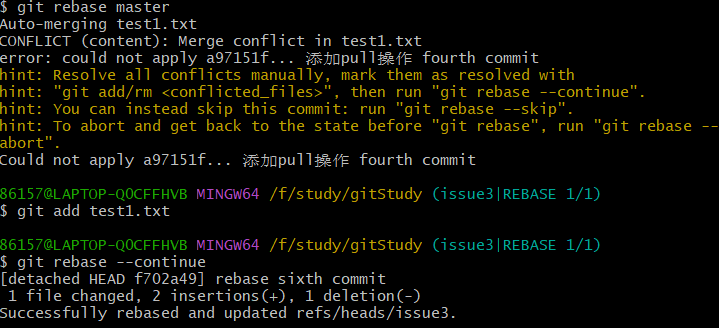 $ git rebase master
Auto-merging test1.txt
CONFLICT (content): Merge conflict in test1.txt
error: could not apply a97151f... 添加pull操作 fourth commit
hint: Resolve all conflicts manually, mark them as resolved with
hint: "git add/rm <conflicted_files>", then run "git rebase --continue".
hint: You can instead skip this commit: run "git rebase --skip".
hint: To abort and get back to the state before "git rebase", run "git rebase --
abort".
Could not apply a97151f... 添加pull操作 fourth commit
86157@LAPTOP-QOCFFHVB MINGW64 /f/study/gitStudy (issue3|REBASE 1/1)
$ git add test1.txt
86157@LAPTOP-QOCFFHVB MINGW64 /f/study/gitStudy (issue3|REBASE 1/1)
$ git rebase --continue
[detached HEAD f702a49] rebase sixth commit
 1 file changed, 2 insertions(+), 1 deletion(-)
Successfully rebased and updated refs/heads/issue3.